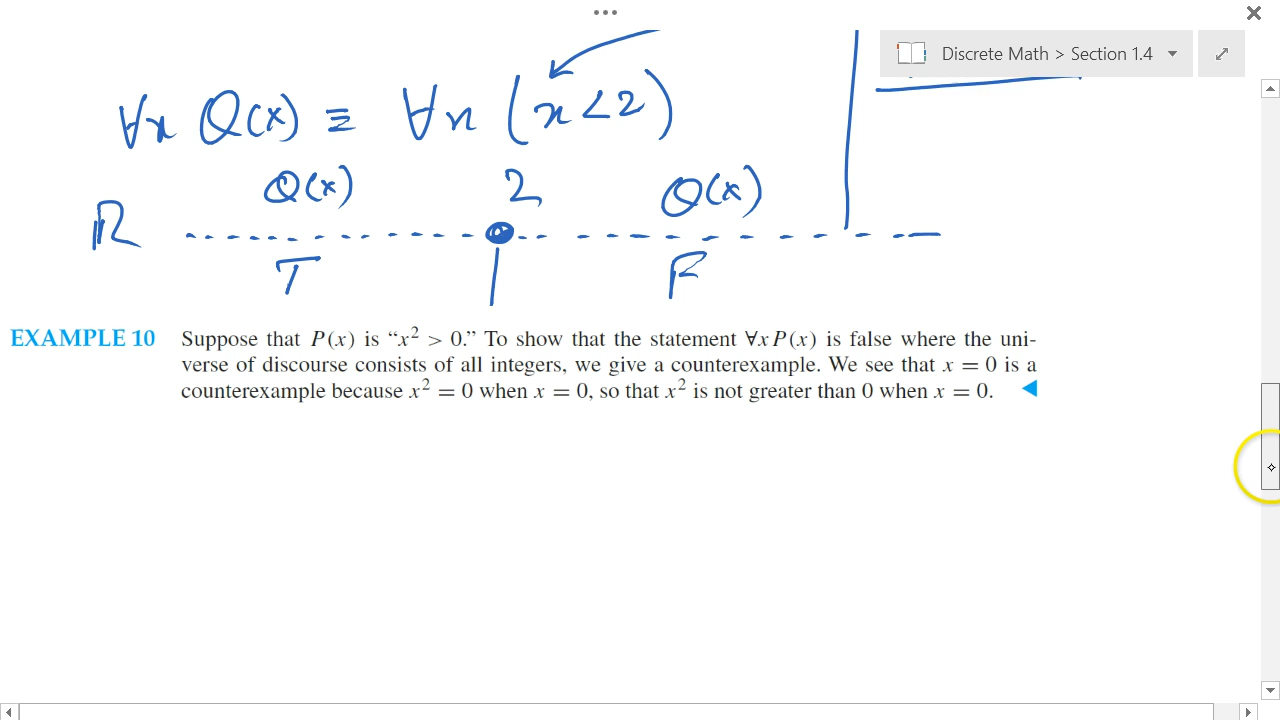 Discrete Math > Section 1.4
∀x Q(x) ≡ ∀x (x<2)
Q(x) 2 Q(x)
ℝ
T F
EXAMPLE 10 Suppose that P(x) is “x² > 0.” To show that the statement ∀xP(x) is false where the uni-
verse of discourse consists of all integers, we give a counterexample. We see that x = 0 is a
counterexample because x² = 0 when x = 0, so that x² is not greater than 0 when x = 0.